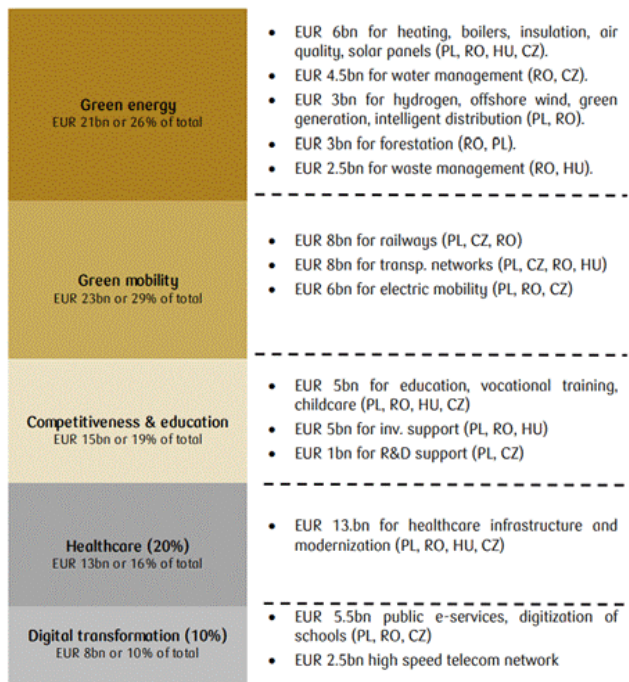 Green energy
EUR 21bn or 26% of total
• EUR 6bn for heating, boilers, insulation, air
quality, solar panels (PL, RO, HU, CZ).
• EUR 4.5bn for water management (RO, CZ).
• EUR 3bn for hydrogen, offshore wind, green
generation, intelligent distribution (PL, RO).
• EUR 3bn for forestation (RO, PL).
• EUR 2.5bn for waste management (RO, HU).
Green mobility
EUR 23bn or 29% of total
• EUR 8bn for railways (PL, CZ, RO)
• EUR 8bn for transp. networks (PL, CZ, RO, HU)
• EUR 6bn for electric mobility (PL, RO, CZ)
Competitiveness & education
EUR 15bn or 19% of total
• EUR 5bn for education, vocational training,
childcare (PL, RO, HU, CZ)
• EUR 5bn for inv. support (PL, RO, HU)
• EUR 1bn for R&D support (PL, CZ)
Healthcare (20%)
EUR 13bn or 16% of total
• EUR 13.bn for healthcare infrastructure and
modernization (PL, RO, HU, CZ)
Digital transformation (10%)
EUR 8bn or 10% of total
• EUR 5.5bn public e-services, digitization of
schools (PL, RO, CZ)
• EUR 2.5bn high speed telecom network